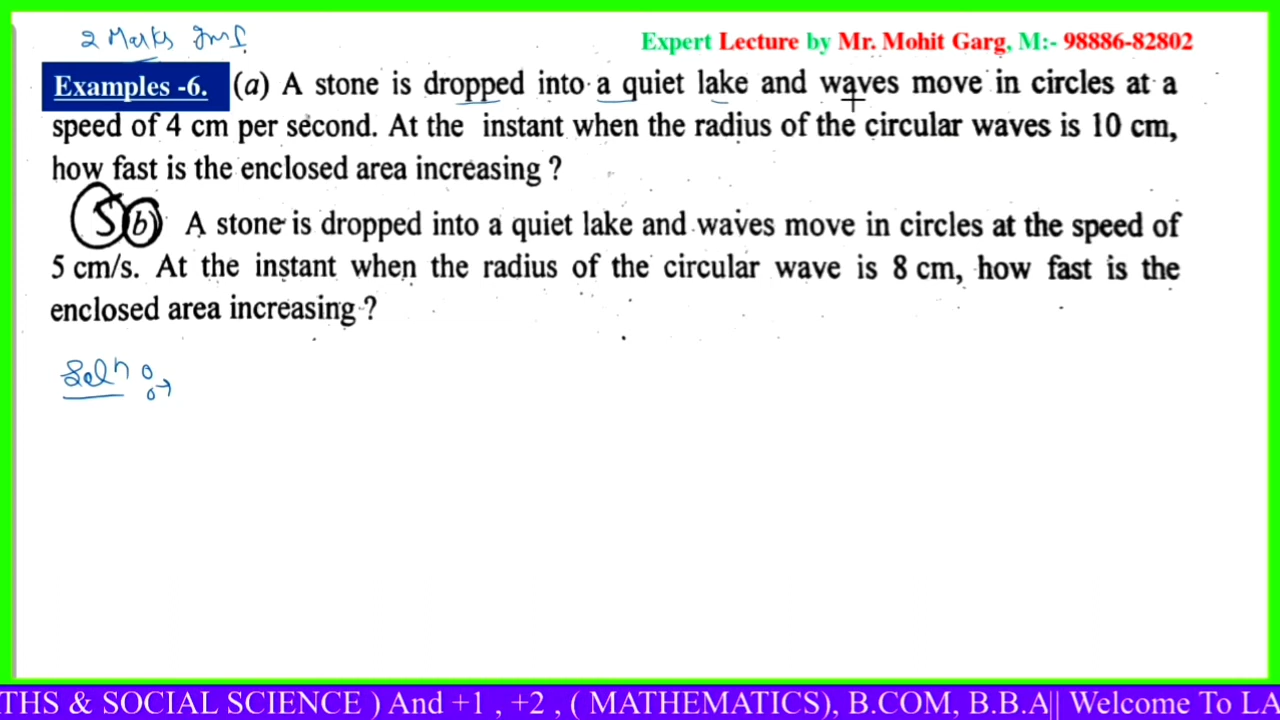 2 Marks Imp.
Expert Lecture by Mr. Mohit Garg, M:- 98886-82802
Examples -6. (a) A stone is dropped into a quiet lake and waves move in circles at a
speed of 4 cm per second. At the instant when the radius of the circular waves is 10 cm,
how fast is the enclosed area increasing ?
5 (b) A stone is dropped into a quiet lake and waves move in circles at the speed of
5 cm/s. At the instant when the radius of the circular wave is 8 cm, how fast is the
enclosed area increasing ?
Solⁿ :→
THS & SOCIAL SCIENCE ) And +1 , +2 , ( MATHEMATICS), B.COM, B.B.A|| Welcome To LA